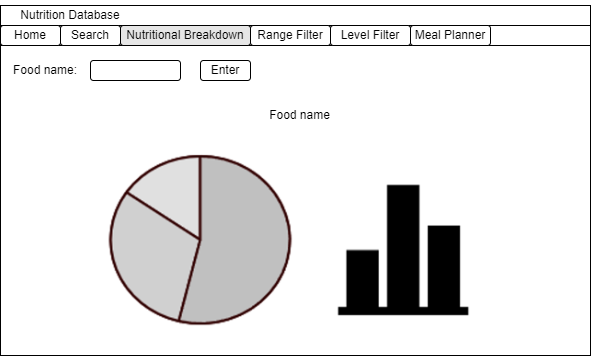 Nutrition Database
Home Search Nutritional Breakdown Range Filter Level Filter Meal Planner
Food name: Enter
Food name